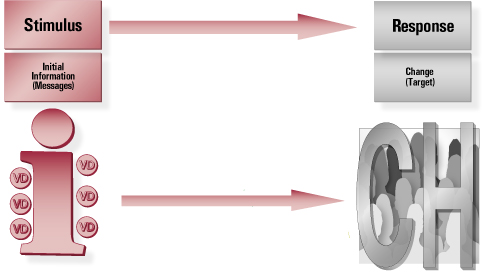 Stimulus
Response
Initial
Information
(Messages)
Change
(Target)
i
VD
VD
VD
VD
VD
VD
CH